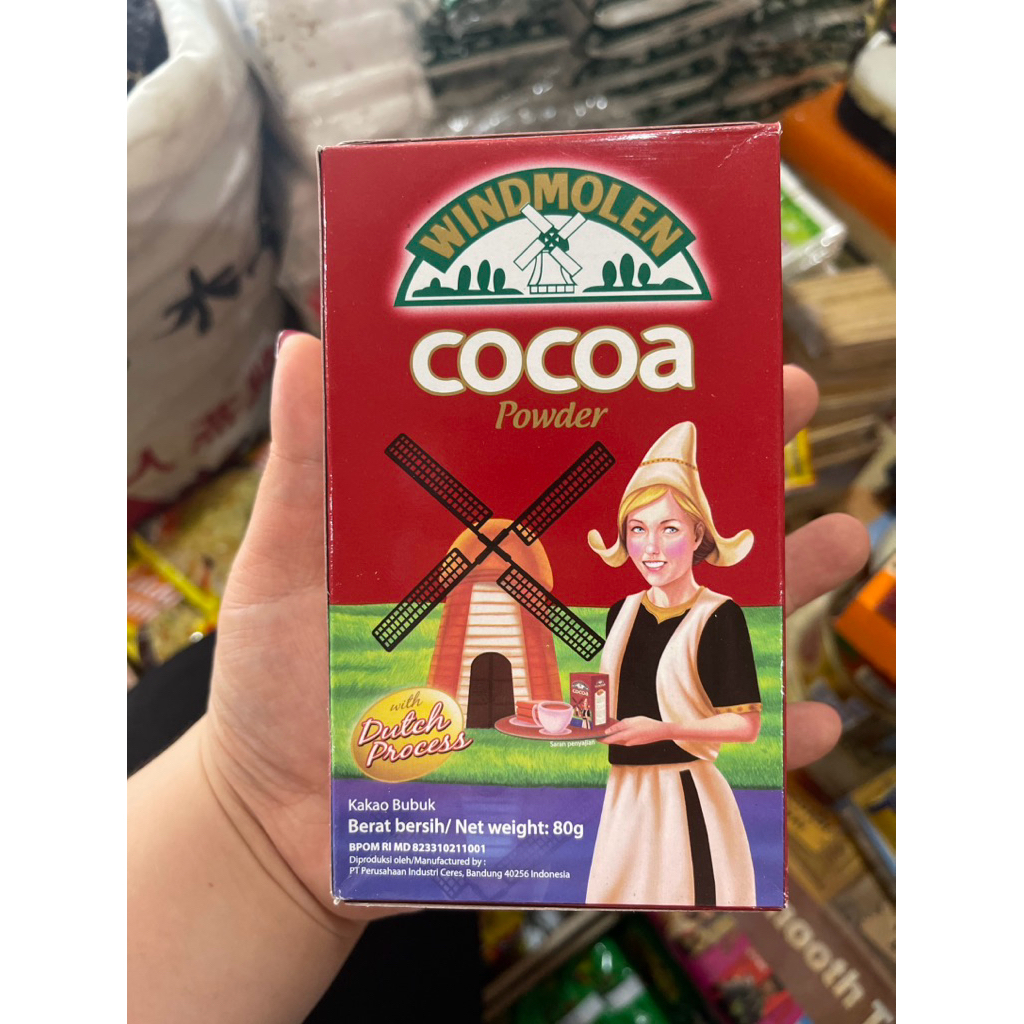 WINDMOLEN
cocoa
Powder
cocoa
with
Dutch
Process
Saran penyajian
Kakao Bubuk
Berat bersih/ Net weight: 80g
BPOM RI MD 823310211001
Diproduksi oleh/Manufactured by :
PT Perusahaan Industri Ceres, Bandung 40256 Indonesia